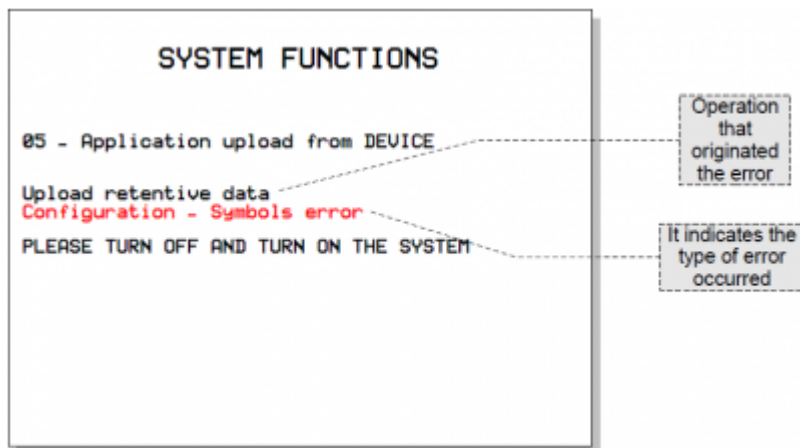 SYSTEM FUNCTIONS
05 - Application upload from DEVICE
Upload retentive data
Configuration - Symbols error
PLEASE TURN OFF AND TURN ON THE SYSTEM
Operation
that
originated
the error
It indicates the
type of error
occurred